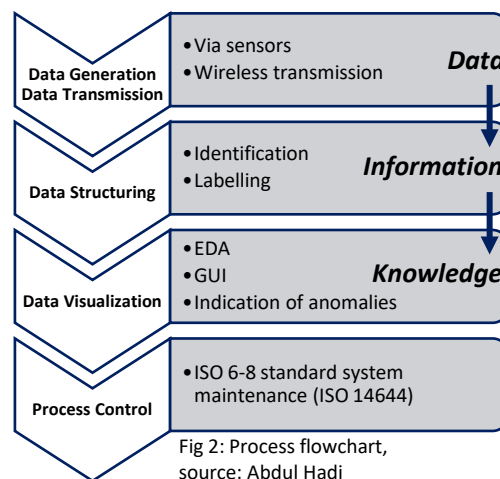 Data Generation
Data Transmission
•Via sensors
•Wireless transmission
Data
Data Structuring
•Identification
•Labelling
Information
Data Visualization
•EDA
•GUI
•Indication of anomalies
Knowledge
Process Control
•ISO 6-8 standard system
maintenance (ISO 14644)
Fig 2: Process flowchart,
source: Abdul Hadi